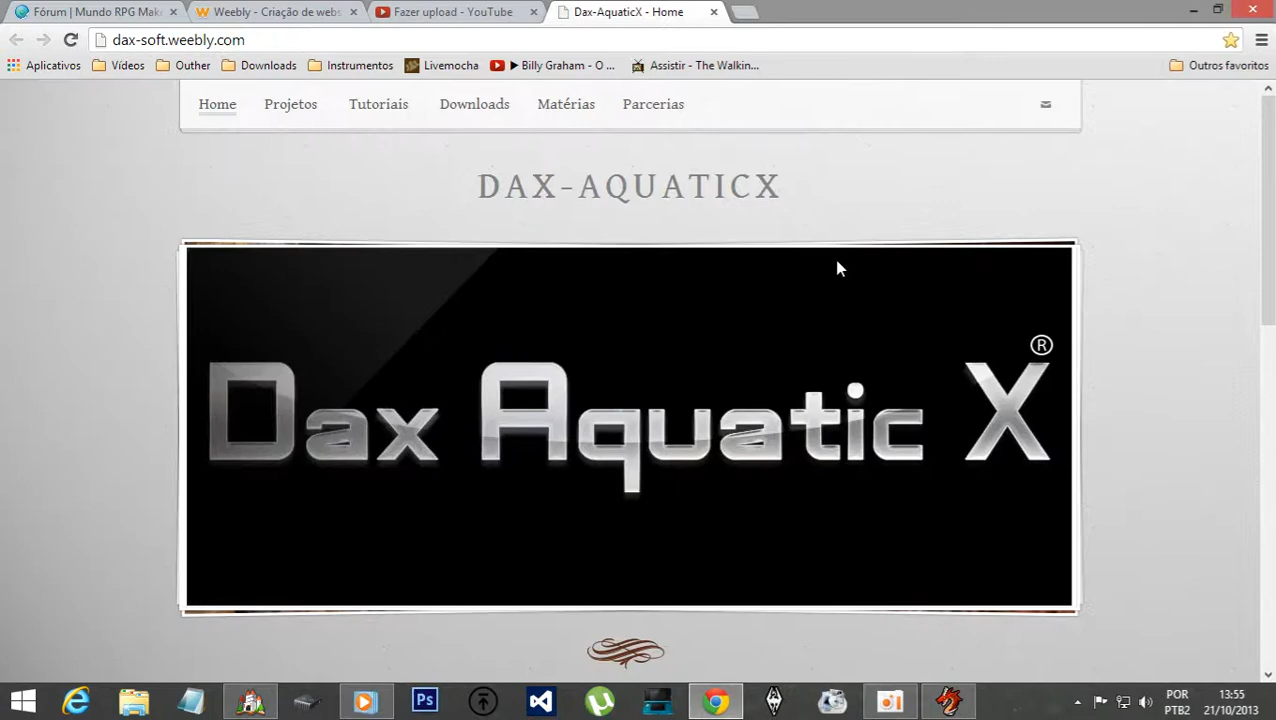 Fórum | Mundo RPG Mak
Weebly - Criação de webs
Fazer upload - YouTube
Dax-AquaticX - Home
dax-soft.weebly.com
Aplicativos
Vídeos
Outher
Downloads
Instrumentos
Livemocha
▶ Billy Graham - O ...
Assistir - The Walkin...
Outros favoritos
Home
Projetos
Tutoriais
Downloads
Matérias
Parcerias
DAX-AQUATICX
Dax Aquatic X ®
Ps
POR
13:55
PTB2
21/10/2013